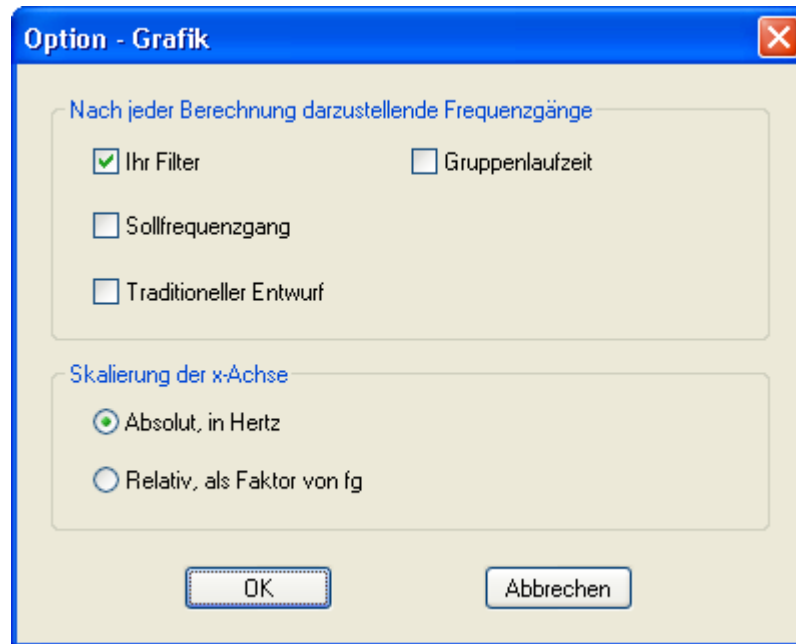 Option - Grafik
Nach jeder Berechnung darzustellende Frequenzgänge
Ihr Filter
Gruppenlaufzeit
Sollfrequenzgang
Traditioneller Entwurf
Skalierung der x-Achse
Absolut, in Hertz
Relativ, als Faktor von fg
OK
Abbrechen